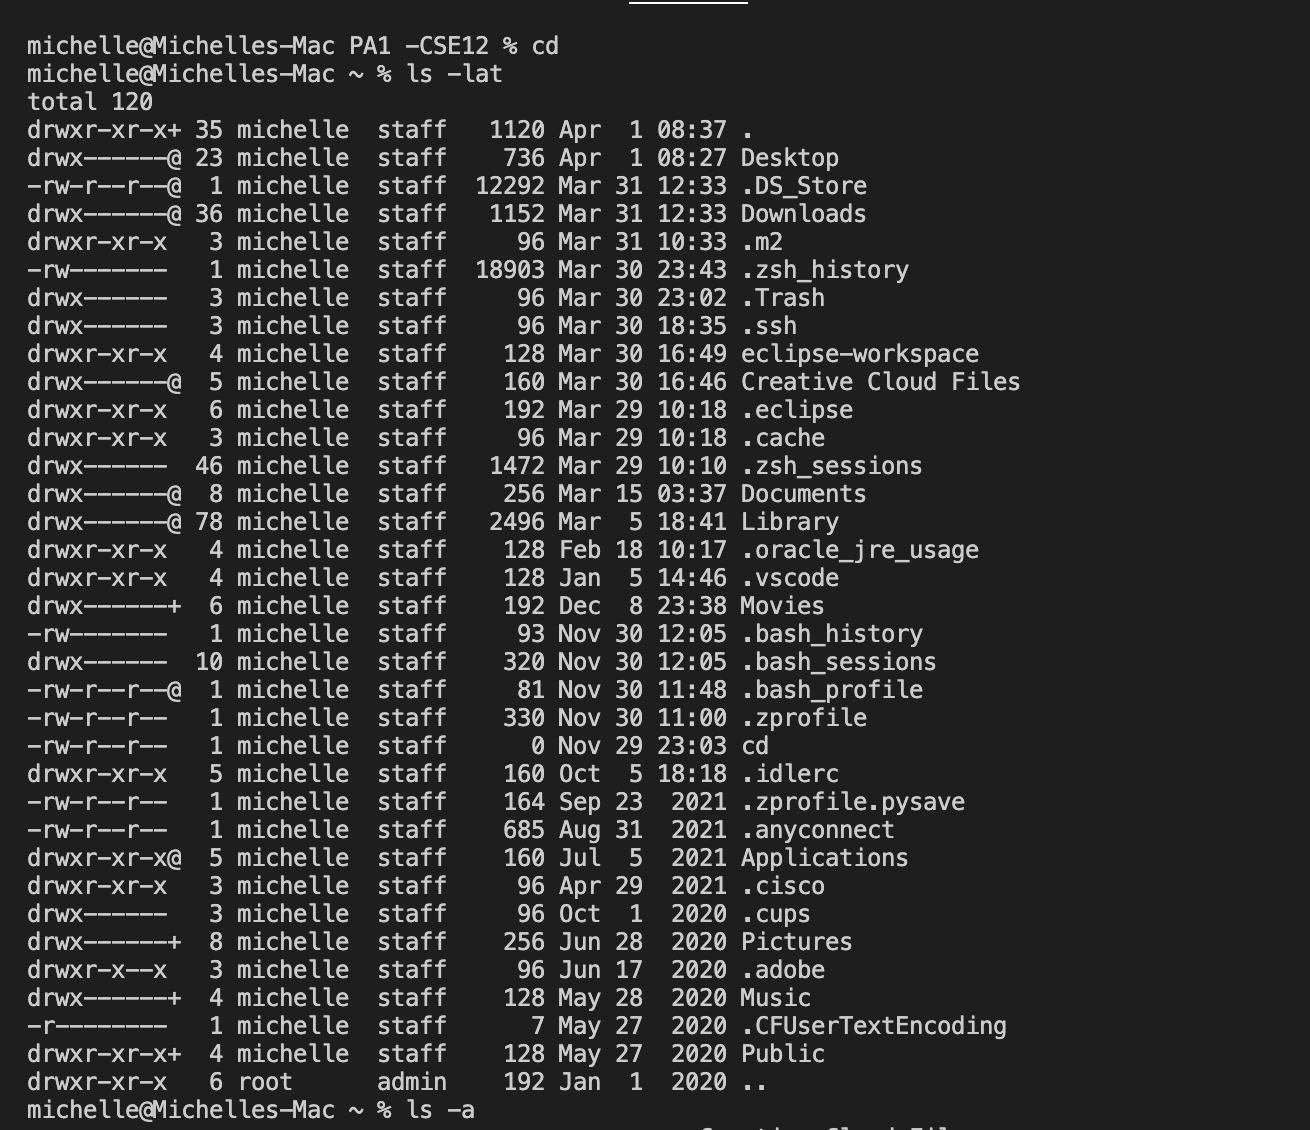 michelle@Michelles-Mac PA1 -CSE12 % cd
michelle@Michelles-Mac ~ % ls -lat
total 120
drwxr-xr-x+ 35 michelle  staff   1120 Apr  1 08:37 .
drwx------@ 23 michelle  staff    736 Apr  1 08:27 Desktop
-rw-r--r--@  1 michelle  staff  12292 Mar 31 12:33 .DS_Store
drwx------@ 36 michelle  staff   1152 Mar 31 12:33 Downloads
drwxr-xr-x   3 michelle  staff     96 Mar 31 10:33 .m2
-rw-------   1 michelle  staff  18903 Mar 30 23:43 .zsh_history
drwx------   3 michelle  staff     96 Mar 30 23:02 .Trash
drwx------   3 michelle  staff     96 Mar 30 18:35 .ssh
drwxr-xr-x   4 michelle  staff    128 Mar 30 16:49 eclipse-workspace
drwx------@  5 michelle  staff    160 Mar 30 16:46 Creative Cloud Files
drwxr-xr-x   6 michelle  staff    192 Mar 29 10:18 .eclipse
drwxr-xr-x   3 michelle  staff     96 Mar 29 10:18 .cache
drwx------  46 michelle  staff   1472 Mar 29 10:10 .zsh_sessions
drwx------@  8 michelle  staff    256 Mar 15 03:37 Documents
drwx------@ 78 michelle  staff   2496 Mar  5 18:41 Library
drwxr-xr-x   4 michelle  staff    128 Feb 18 10:17 .oracle_jre_usage
drwxr-xr-x   4 michelle  staff    128 Jan  5 14:46 .vscode
drwx------+  6 michelle  staff    192 Dec  8 23:38 Movies
-rw-------   1 michelle  staff     93 Nov 30 12:05 .bash_history
drwx------  10 michelle  staff    320 Nov 30 12:05 .bash_sessions
-rw-r--r--@  1 michelle  staff     81 Nov 30 11:48 .bash_profile
-rw-r--r--   1 michelle  staff    330 Nov 30 11:00 .zprofile
-rw-r--r--   1 michelle  staff      0 Nov 29 23:03 cd
drwxr-xr-x   5 michelle  staff    160 Oct  5 18:18 .idlerc
-rw-r--r--   1 michelle  staff    164 Sep 23  2021 .zprofile.pysave
-rw-r--r--   1 michelle  staff    685 Aug 31  2021 .anyconnect
drwxr-xr-x@  5 michelle  staff    160 Jul  5  2021 Applications
drwxr-xr-x   3 michelle  staff     96 Apr 29  2021 .cisco
drwx------   3 michelle  staff     96 Oct  1  2020 .cups
drwx------+  8 michelle  staff    256 Jun 28  2020 Pictures
drwxr-x--x   3 michelle  staff     96 Jun 17  2020 .adobe
drwx------+  4 michelle  staff    128 May 28  2020 Music
-r--------   1 michelle  staff      7 May 27  2020 .CFUserTextEncoding
drwxr-xr-x+  4 michelle  staff    128 May 27  2020 Public
drwxr-xr-x   6 root      admin    192 Jan  1  2020 ..
michelle@Michelles-Mac ~ % ls -a